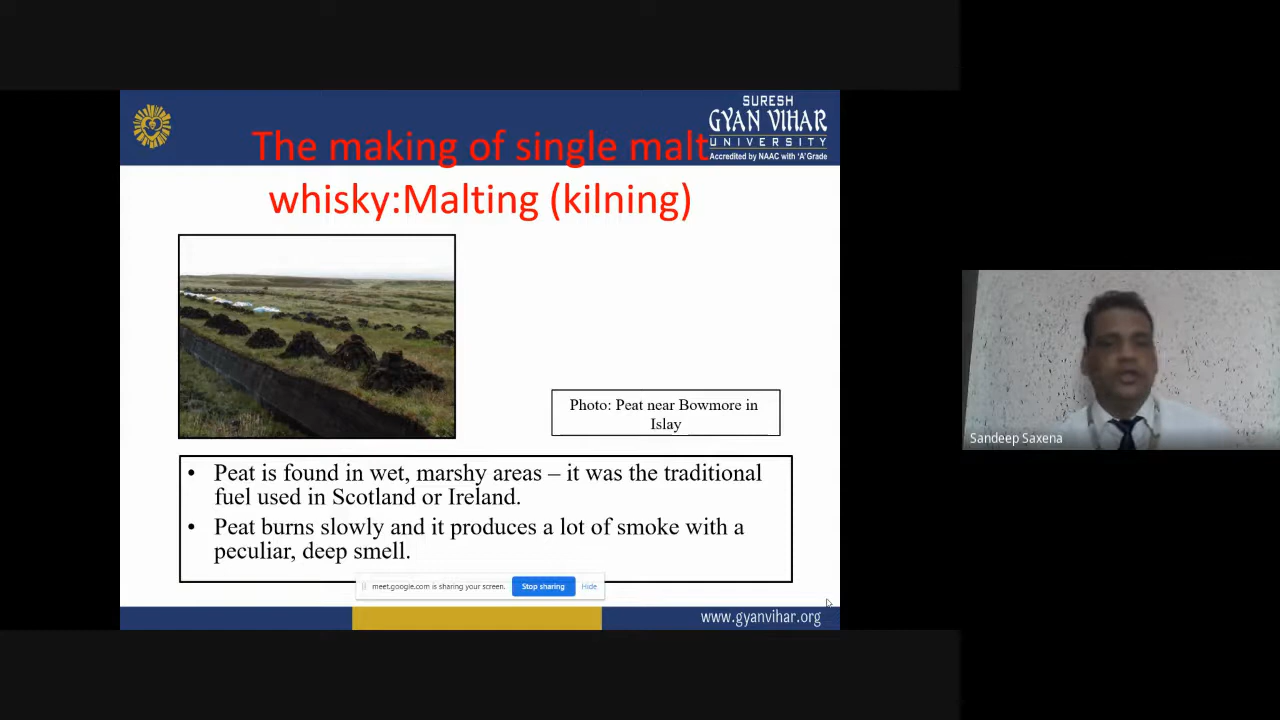 SURESH
GYAN VIHAR
UNIVERSITY
Accredited by NAAC with 'A' Grade
The making of single malt
whisky:Malting (kilning)
Photo: Peat near Bowmore in
Islay
• Peat is found in wet, marshy areas – it was the traditional
fuel used in Scotland or Ireland.
• Peat burns slowly and it produces a lot of smoke with a
peculiar, deep smell.
meet.google.com is sharing your screen. Stop sharing Hide
www.gyanvihar.org
Sandeep Saxena